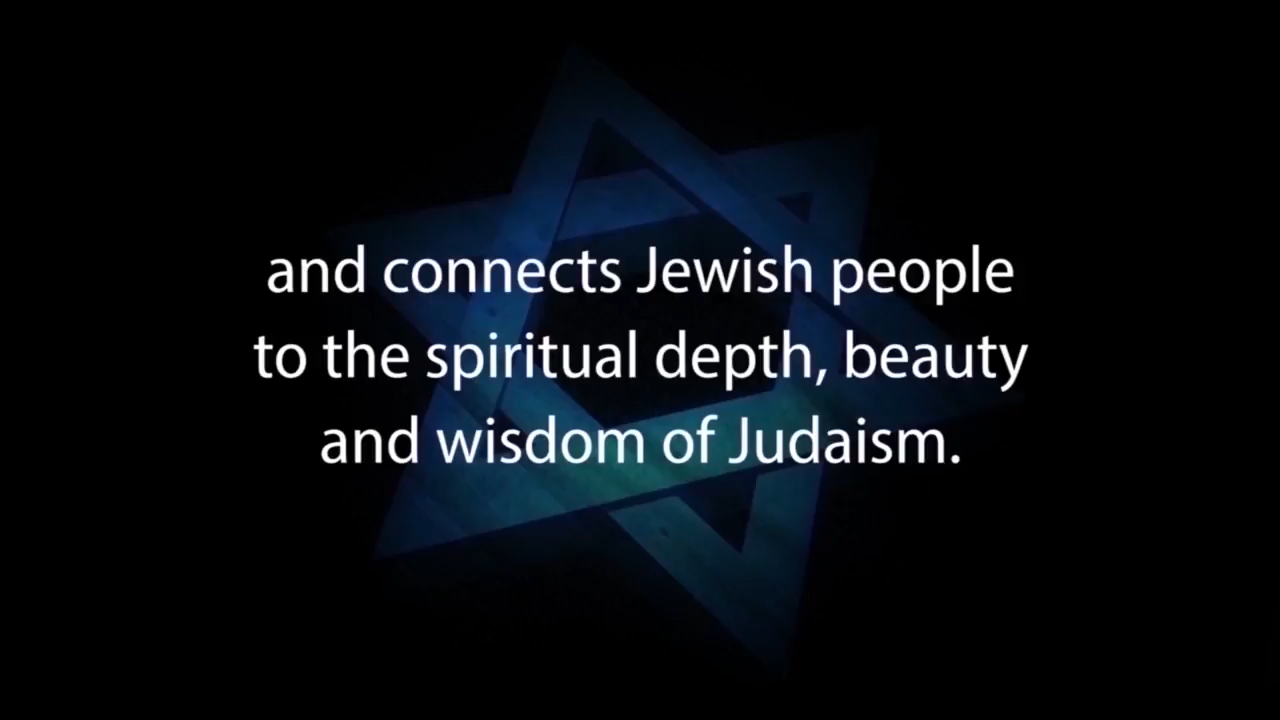 and connects Jewish people
to the spiritual depth, beauty
and wisdom of Judaism.